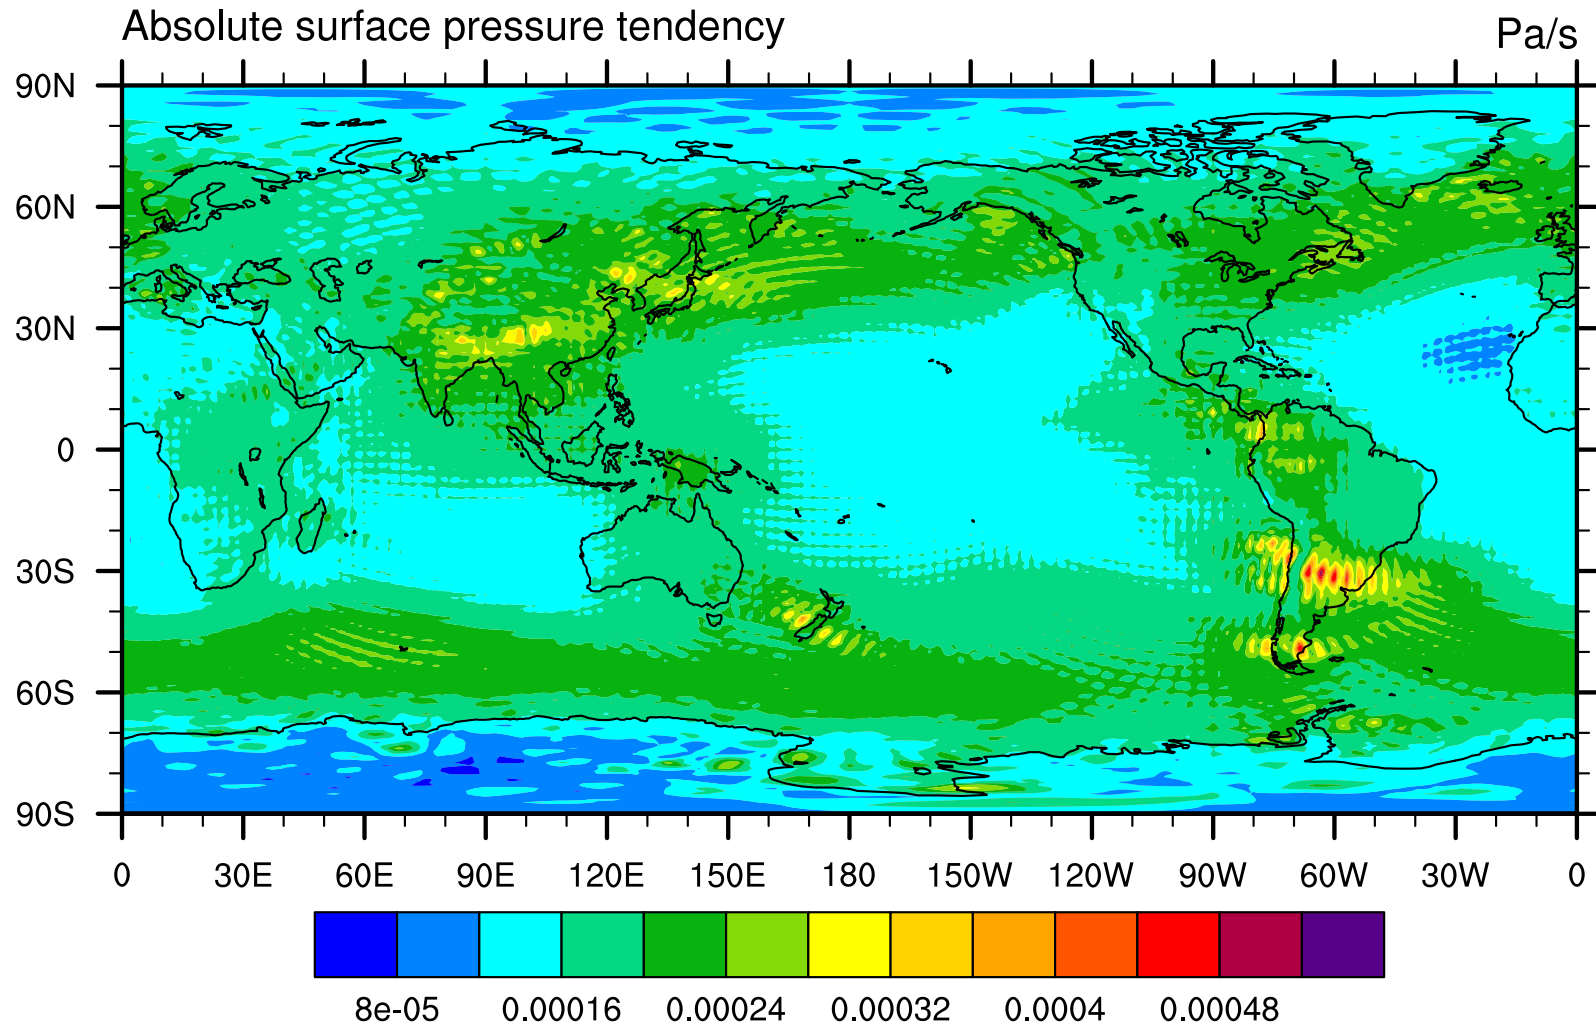 Absolute surface pressure tendency Pa/s
90N
60N
30N
0
30S
60S
90S
0 30E 60E 90E 120E 150E 180 150W 120W 90W 60W 30W 0
8e-05 0.00016 0.00024 0.00032 0.0004 0.00048